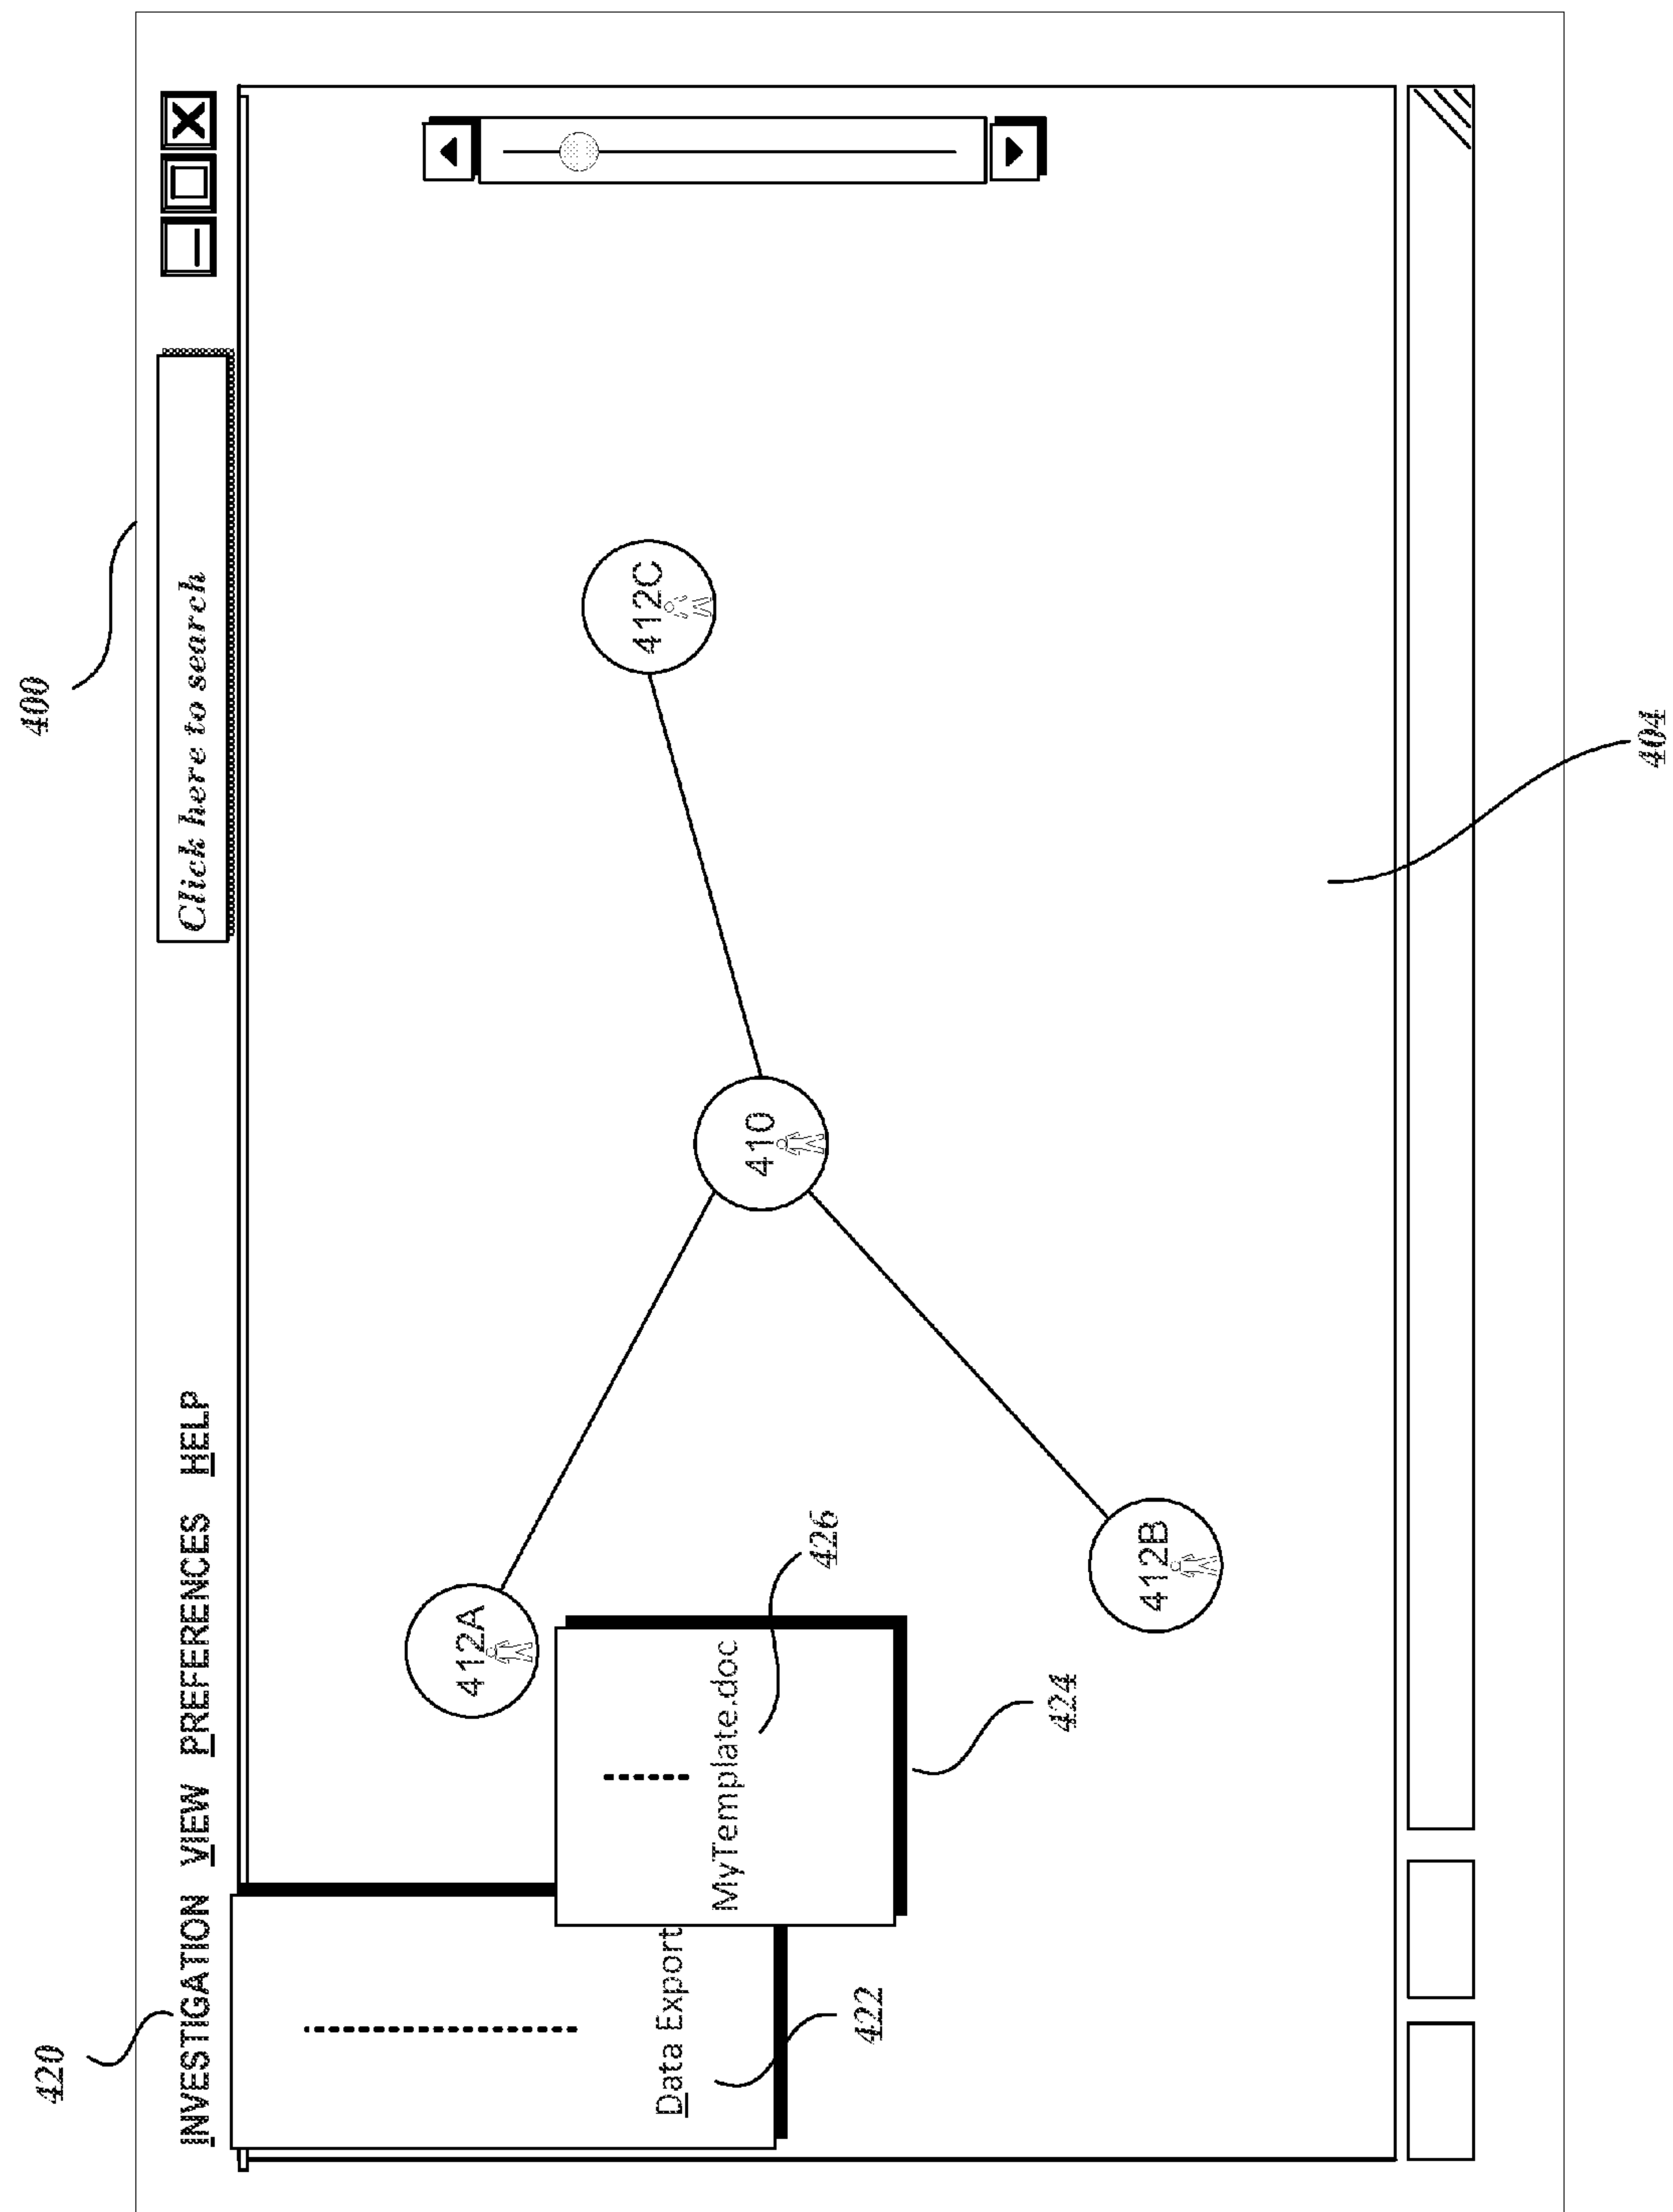 400
420
INVESTIGATION VIEW PREFERENCES HELP
Click here to search
412A
412C
Data Export
MyTemplate.doc
410
426
422
424
412B
404